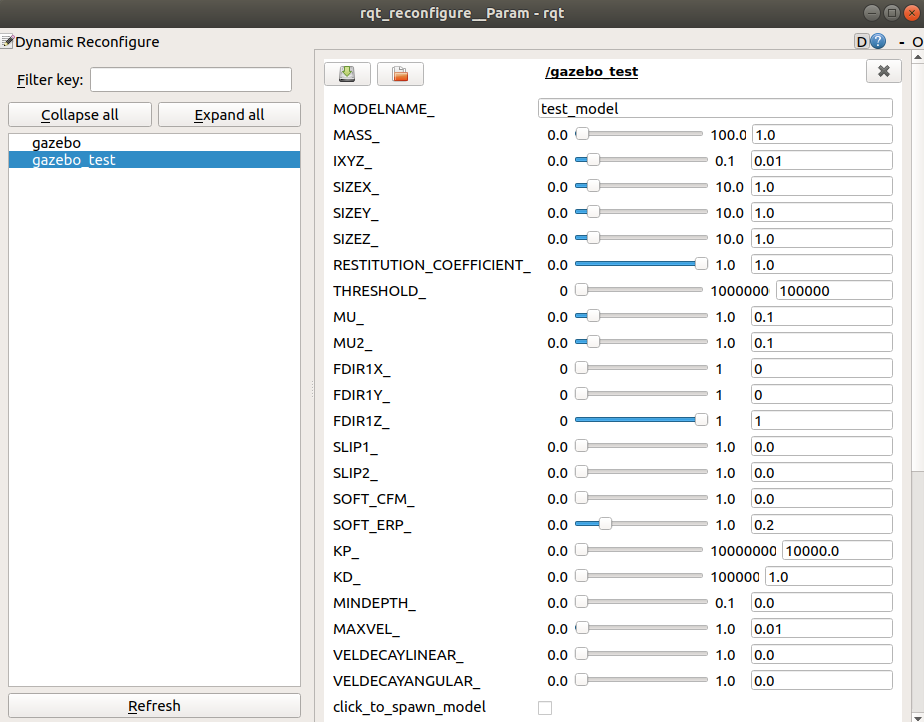 rqt_reconfigure__Param - rqt
Dynamic Reconfigure D ? - O
Filter key:
Collapse all Expand all
gazebo
gazebo_test
Refresh
/gazebo_test
MODELNAME_ test_model
MASS_ 0.0 100.0 1.0
IXYZ_ 0.0 0.1 0.01
SIZEX_ 0.0 10.0 1.0
SIZEY_ 0.0 10.0 1.0
SIZEZ_ 0.0 10.0 1.0
RESTITUTION_COEFFICIENT_ 0.0 1.0 1.0
THRESHOLD_ 0 1000000 100000
MU_ 0.0 1.0 0.1
MU2_ 0.0 1.0 0.1
FDIR1X_ 0 1 0
FDIR1Y_ 0 1 0
FDIR1Z_ 0 1 1
SLIP1_ 0.0 1.0 0.0
SLIP2_ 0.0 1.0 0.0
SOFT_CFM_ 0.0 1.0 0.0
SOFT_ERP_ 0.0 1.0 0.2
KP_ 0.0 10000000 10000.0
KD_ 0.0 100000 1.0
MINDEPTH_ 0.0 0.1 0.0
MAXVEL_ 0.0 1.0 0.01
VELDECAYLINEAR_ 0.0 1.0 0.0
VELDECAYANGULAR_ 0.0 1.0 0.0
click_to_spawn_model